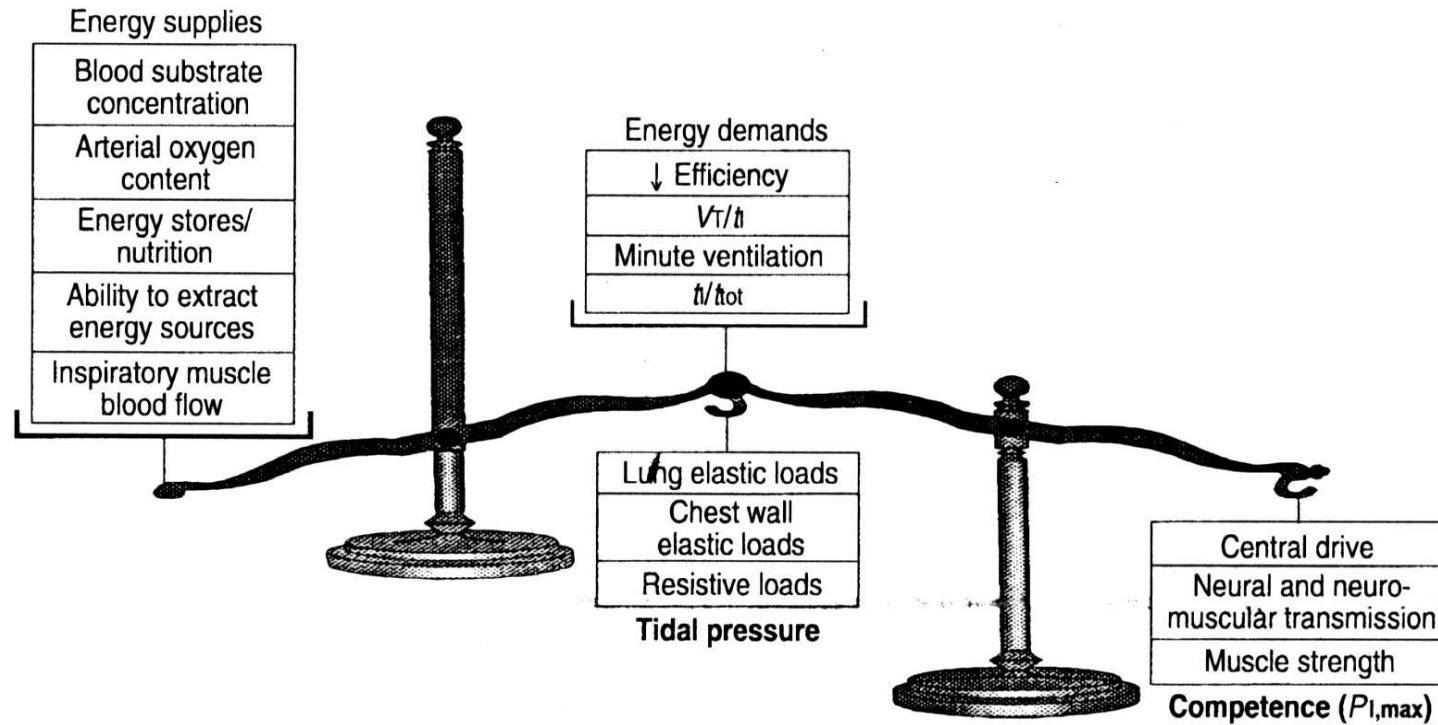 Energy supplies
Blood substrate
concentration
Arterial oxygen
content
Energy stores/
nutrition
Ability to extract
energy sources
Inspiratory muscle
blood flow
Energy demands
↓ Efficiency
VT/tI
Minute ventilation
tI/ttot
Lung elastic loads
Chest wall
elastic loads
Resistive loads
Tidal pressure
Central drive
Neural and neuro-
muscular transmission
Muscle strength
Competence (PI,max)